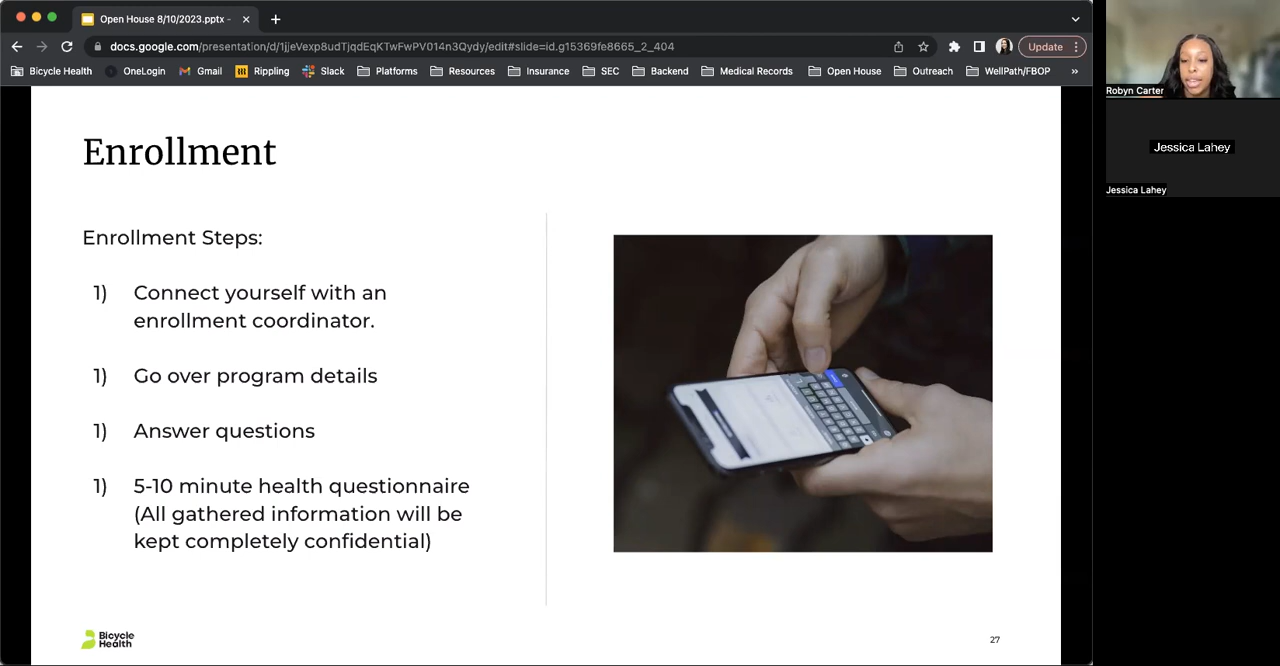 Open House 8/10/2023.pptx -
docs.google.com/presentation/d/1jjeVexp8udTjqdEqKTwFwPV014n3Qydy/edit#slide=id.g15369fe8665_2_404
Update
Bicycle Health
OneLogin
Gmail
Rippling
Slack
Platforms
Resources
Insurance
SEC
Backend
Medical Records
Open House
Outreach
WellPath/FBOP
»
Enrollment
Enrollment Steps:
1) Connect yourself with an
enrollment coordinator.
1) Go over program details
1) Answer questions
1) 5-10 minute health questionnaire
(All gathered information will be
kept completely confidential)
Bicycle
Health
27
Robyn Carter
Jessica Lahey
Jessica Lahey